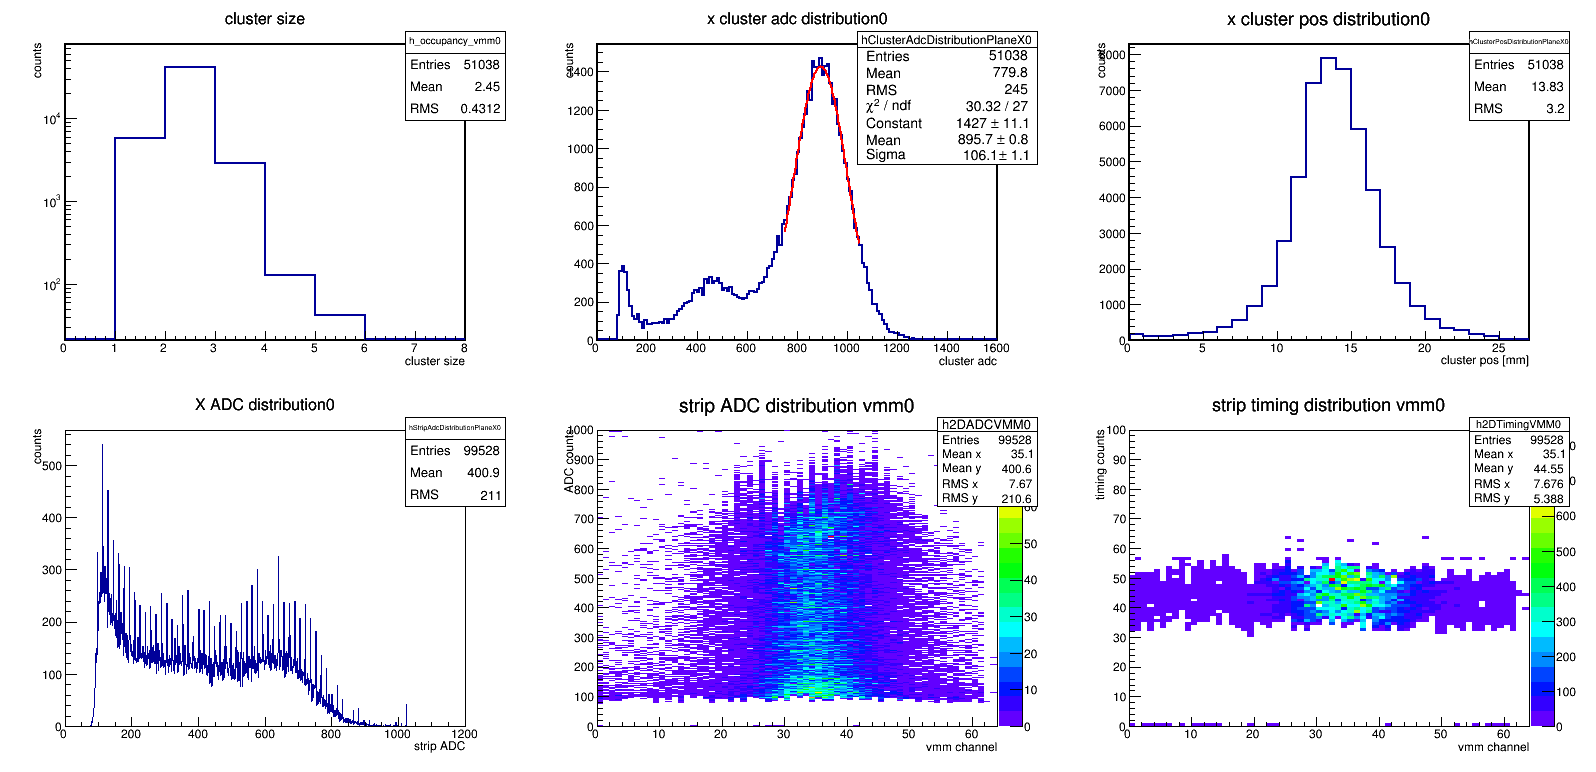 cluster size
counts
h_occupancy_vmm0
Entries 51038
Mean 2.45
RMS 0.4312
10^4
10^3
10^2
0 1 2 3 4 5 6 7 8
cluster size
x cluster adc distribution0
counts
hClusterAdcDistributionPlaneX0
Entries 51038
Mean 779.8
RMS 245
χ² / ndf 30.32 / 27
Constant 1427 ± 11.1
Mean 895.7 ± 0.8
Sigma 106.1 ± 1.1
1400
1200
1000
800
600
400
200
0
0 200 400 600 800 1000 1200 1400 1600
cluster adc
x cluster pos distribution0
counts
hClusterPosDistributionPlaneX0
Entries 51038
Mean 13.83
RMS 3.2
8000
7000
6000
5000
4000
3000
2000
1000
0
0 5 10 15 20 25
cluster pos [mm]
X ADC distribution0
counts
hStripAdcDistributionPlaneX0
Entries 99528
Mean 400.9
RMS 211
500
400
300
200
100
0
0 200 400 600 800 1000 1200
strip ADC
strip ADC distribution vmm0
ADC counts
h2DADCVMM0
Entries 99528
Mean x 35.1
Mean y 400.6
RMS x 7.67
RMS y 210.6
1000
900
800
700
600
500
400
300
200
100
0
0 10 20 30 40 50 60
vmm channel
60
50
40
30
20
10
0
strip timing distribution vmm0
timing counts
h2DTimingVMM0
Entries 99528
Mean x 35.1
Mean y 44.55
RMS x 7.676
RMS y 5.388
100
90
80
70
60
50
40
30
20
10
0
0 10 20 30 40 50 60
vmm channel
0
0
600
500
400
300
200
100
0